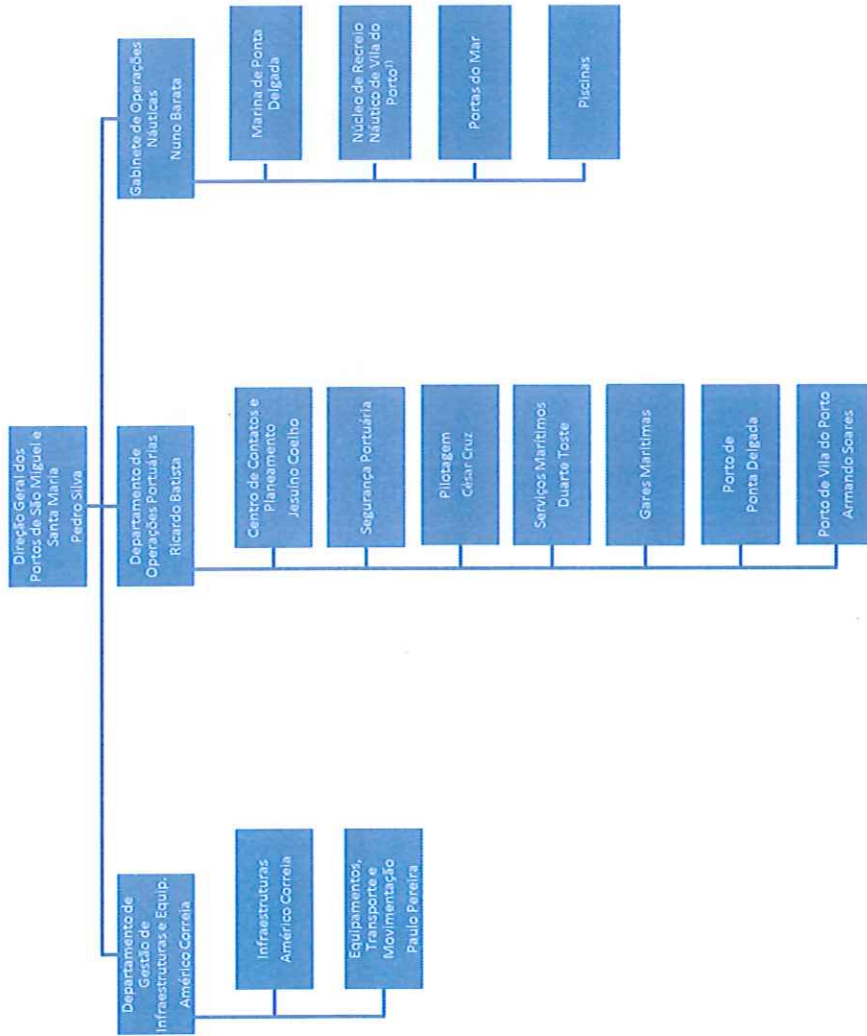 Direção Geral dos
Portos de São Miguel e
Santa Maria
Pedro Silva
Departamento de
Gestão de
Infraestruturas e Equip.
Américo Correia
Infraestruturas
Américo Correia
Equipamentos,
Transporte e
Movimentação
Paulo Pereira
Departamento de
Operações Portuárias
Ricardo Batista
Centro de Contatos e
Planeamento
Jesuíno Coelho
Segurança Portuária
Pilotagem
César Cruz
Serviços Marítimos
Duarte Toste
Gares Marítimas
Porto de
Ponta Delgada
Porto de Vila do Porto
Armando Soares
Gabinete de Operações
Náuticas
Nuno Barata
Marina de Ponta
Delgada
Núcleo de Recreio
Náutico de Vila do
Porto¹⁾
Portas do Mar
Piscinas